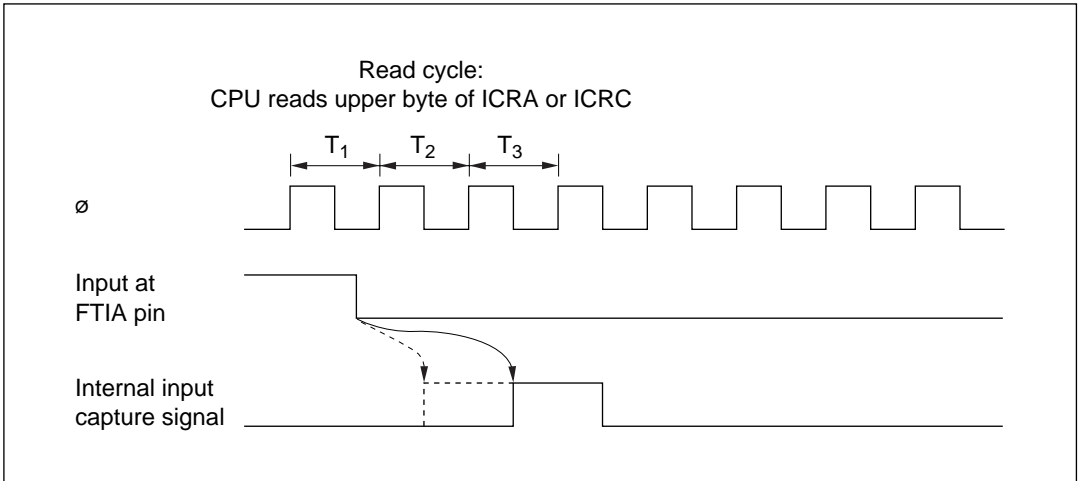 Read cycle:
CPU reads upper byte of ICRA or ICRC
T₁ T₂ T₃
ø
Input at
FTIA pin
Internal input
capture signal